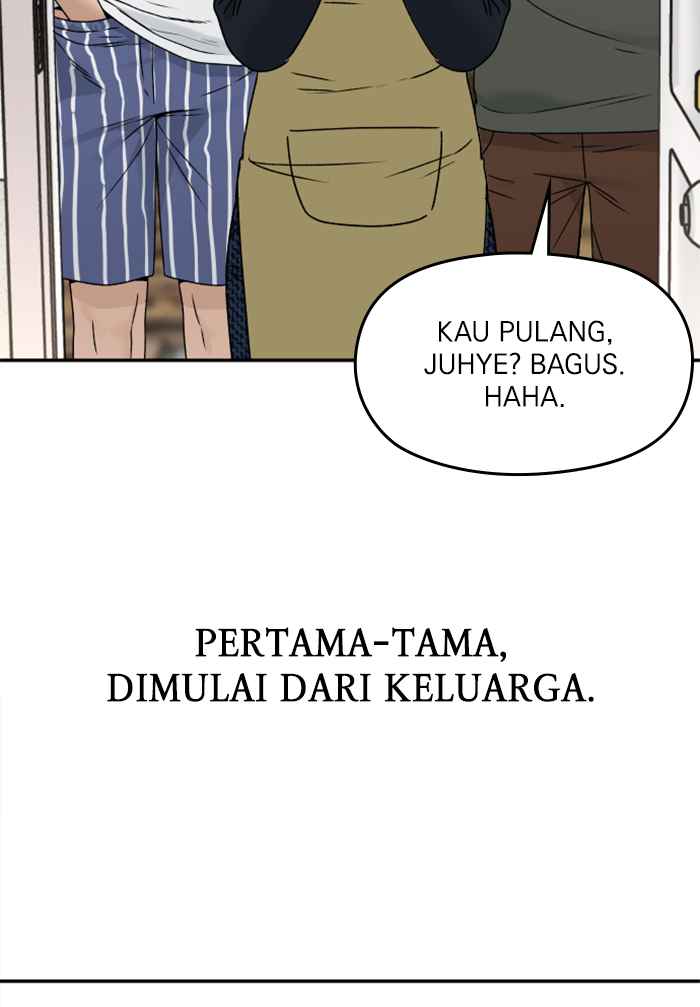 KAU PULANG,
JUHYE? BAGUS.
HAHA.
PERTAMA-TAMA,
DIMULAI DARI KELUARGA.